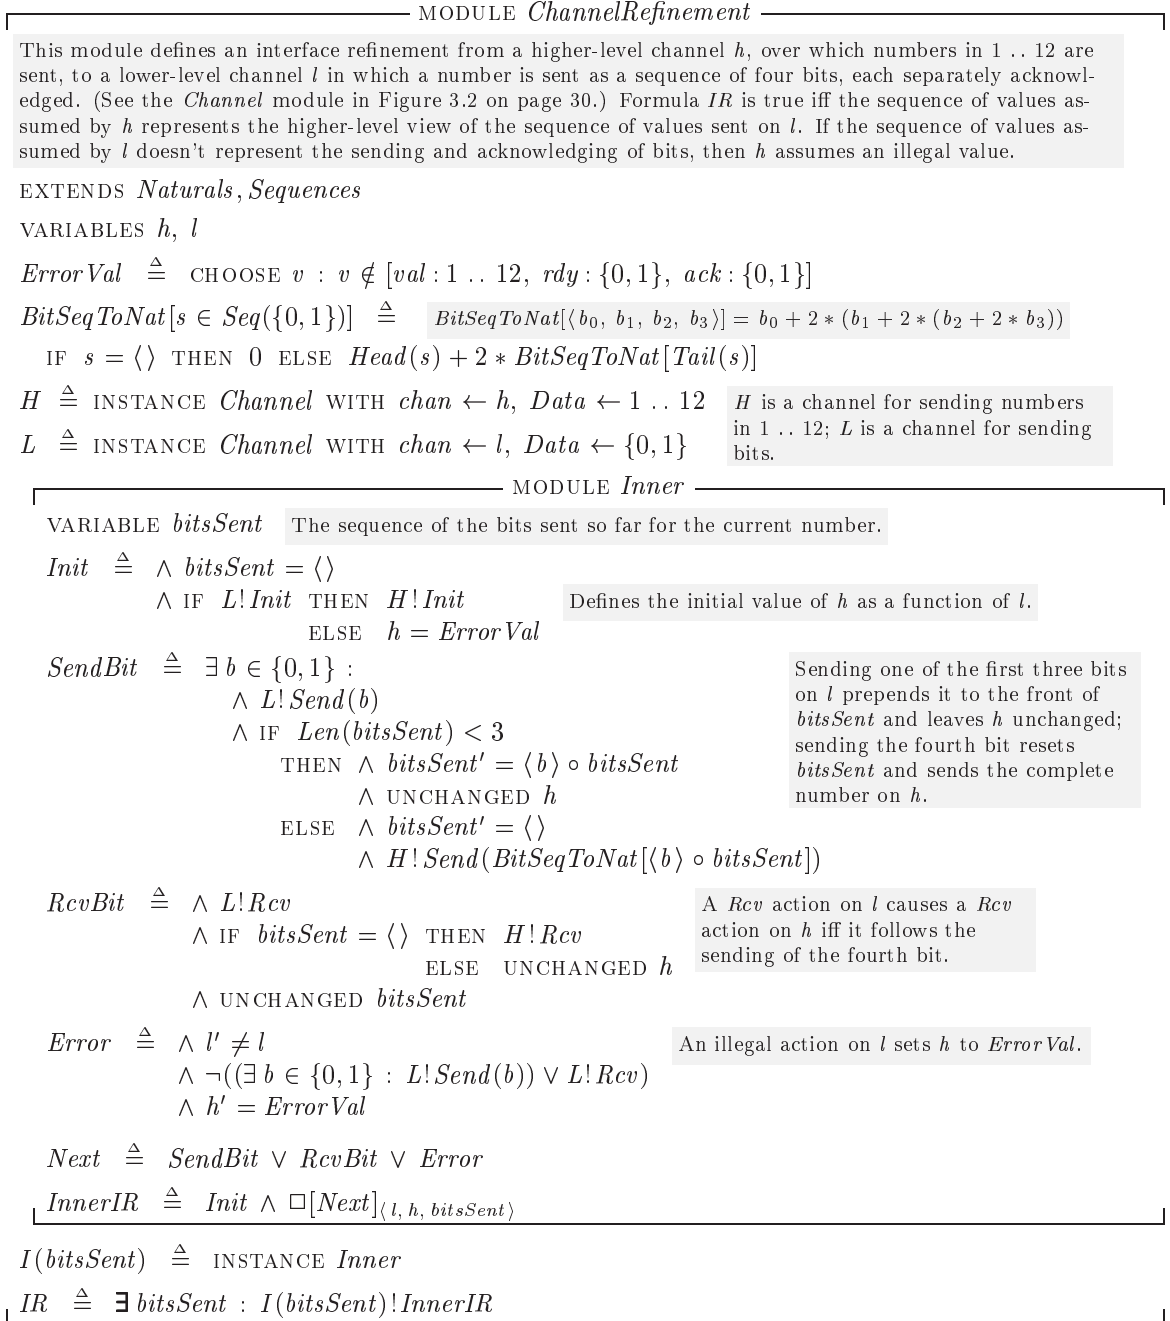 MODULE ChannelRefinement
This module defines an interface refinement from a higher-level channel h, over which numbers in 1 .. 12 are
sent, to a lower-level channel l in which a number is sent as a sequence of four bits, each separately acknowl-
edged. (See the Channel module in Figure 3.2 on page 30.) Formula IR is true iff the sequence of values as-
sumed by h represents the higher-level view of the sequence of values sent on l. If the sequence of values as-
sumed by l doesn't represent the sending and acknowledging of bits, then h assumes an illegal value.
EXTENDS Naturals, Sequences
VARIABLES h, l
ErrorVal ≜ CHOOSE v : v ∉ [val : 1 .. 12, rdy : {0, 1}, ack : {0, 1}]
BitSeqToNat[s ∈ Seq({0, 1})] ≜ BitSeqToNat[⟨b₀, b₁, b₂, b₃⟩] = b₀ + 2 * (b₁ + 2 * (b₂ + 2 * b₃))
IF s = ⟨ ⟩ THEN 0 ELSE Head(s) + 2 * BitSeqToNat[Tail(s)]
H ≜ INSTANCE Channel WITH chan ← h, Data ← 1 .. 12
L ≜ INSTANCE Channel WITH chan ← l, Data ← {0, 1}
H is a channel for sending numbers
in 1 .. 12; L is a channel for sending
bits.
MODULE Inner
VARIABLE bitsSent The sequence of the bits sent so far for the current number.
Init ≜ ∧ bitsSent = ⟨ ⟩
∧ IF L!Init THEN H!Init Defines the initial value of h as a function of l.
ELSE h = ErrorVal
SendBit ≜ ∃ b ∈ {0, 1} :
∧ L!Send(b)
∧ IF Len(bitsSent) < 3
THEN ∧ bitsSent′ = ⟨b⟩ ∘ bitsSent
∧ UNCHANGED h
ELSE ∧ bitsSent′ = ⟨ ⟩
∧ H!Send(BitSeqToNat[⟨b⟩ ∘ bitsSent])
Sending one of the first three bits
on l prepends it to the front of
bitsSent and leaves h unchanged;
sending the fourth bit resets
bitsSent and sends the complete
number on h.
RcvBit ≜ ∧ L!Rcv
∧ IF bitsSent = ⟨ ⟩ THEN H!Rcv
ELSE UNCHANGED h
∧ UNCHANGED bitsSent
A Rcv action on l causes a Rcv
action on h iff it follows the
sending of the fourth bit.
Error ≜ ∧ l′ ≠ l An illegal action on l sets h to ErrorVal.
∧ ¬((∃ b ∈ {0, 1} : L!Send(b)) ∨ L!Rcv)
∧ h′ = ErrorVal
Next ≜ SendBit ∨ RcvBit ∨ Error
InnerIR ≜ Init ∧ □[Next]⟨l, h, bitsSent⟩
I(bitsSent) ≜ INSTANCE Inner
IR ≜ ∃ bitsSent : I(bitsSent)!InnerIR